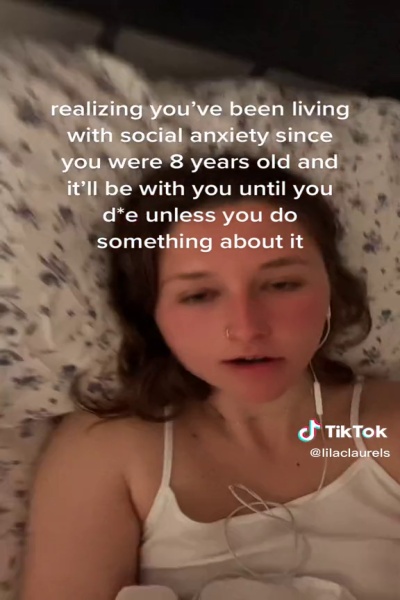 realizing you've been living
with social anxiety since
you were 8 years old and
it'll be with you until you
d*e unless you do
something about it
TikTok
@lilaclaurels